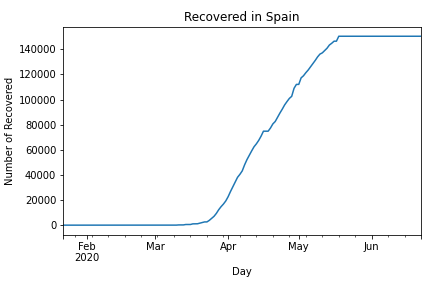 Recovered in Spain
Number of Recovered
140000
120000
100000
80000
60000
40000
20000
0
Feb
2020
Mar
Apr
May
Jun
Day